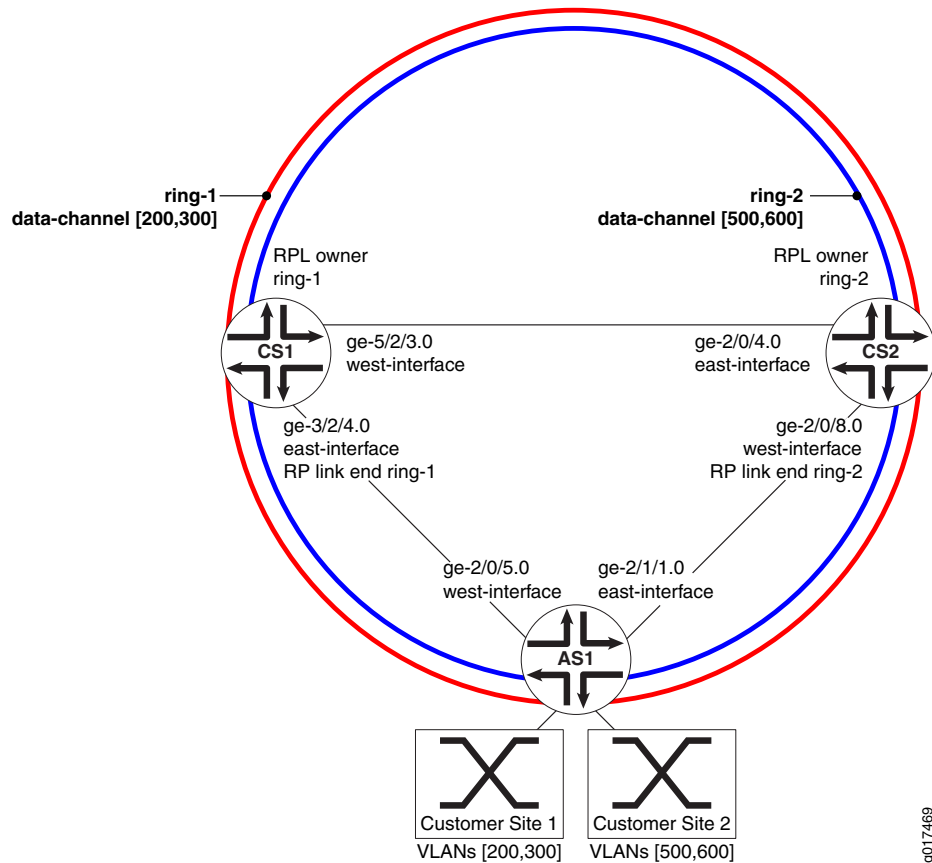 ring-1
data-channel [200,300]
ring-2
data-channel [500,600]
RPL owner
ring-1
RPL owner
ring-2
CS1
CS2
ge-5/2/3.0
west-interface
ge-2/0/4.0
east-interface
ge-3/2/4.0
east-interface
RP link end ring-1
ge-2/0/8.0
west-interface
RP link end ring-2
ge-2/0/5.0
west-interface
ge-2/1/1.0
east-interface
AS1
Customer Site 1
Customer Site 2
VLANs [200,300]
VLANs [500,600]
g017469